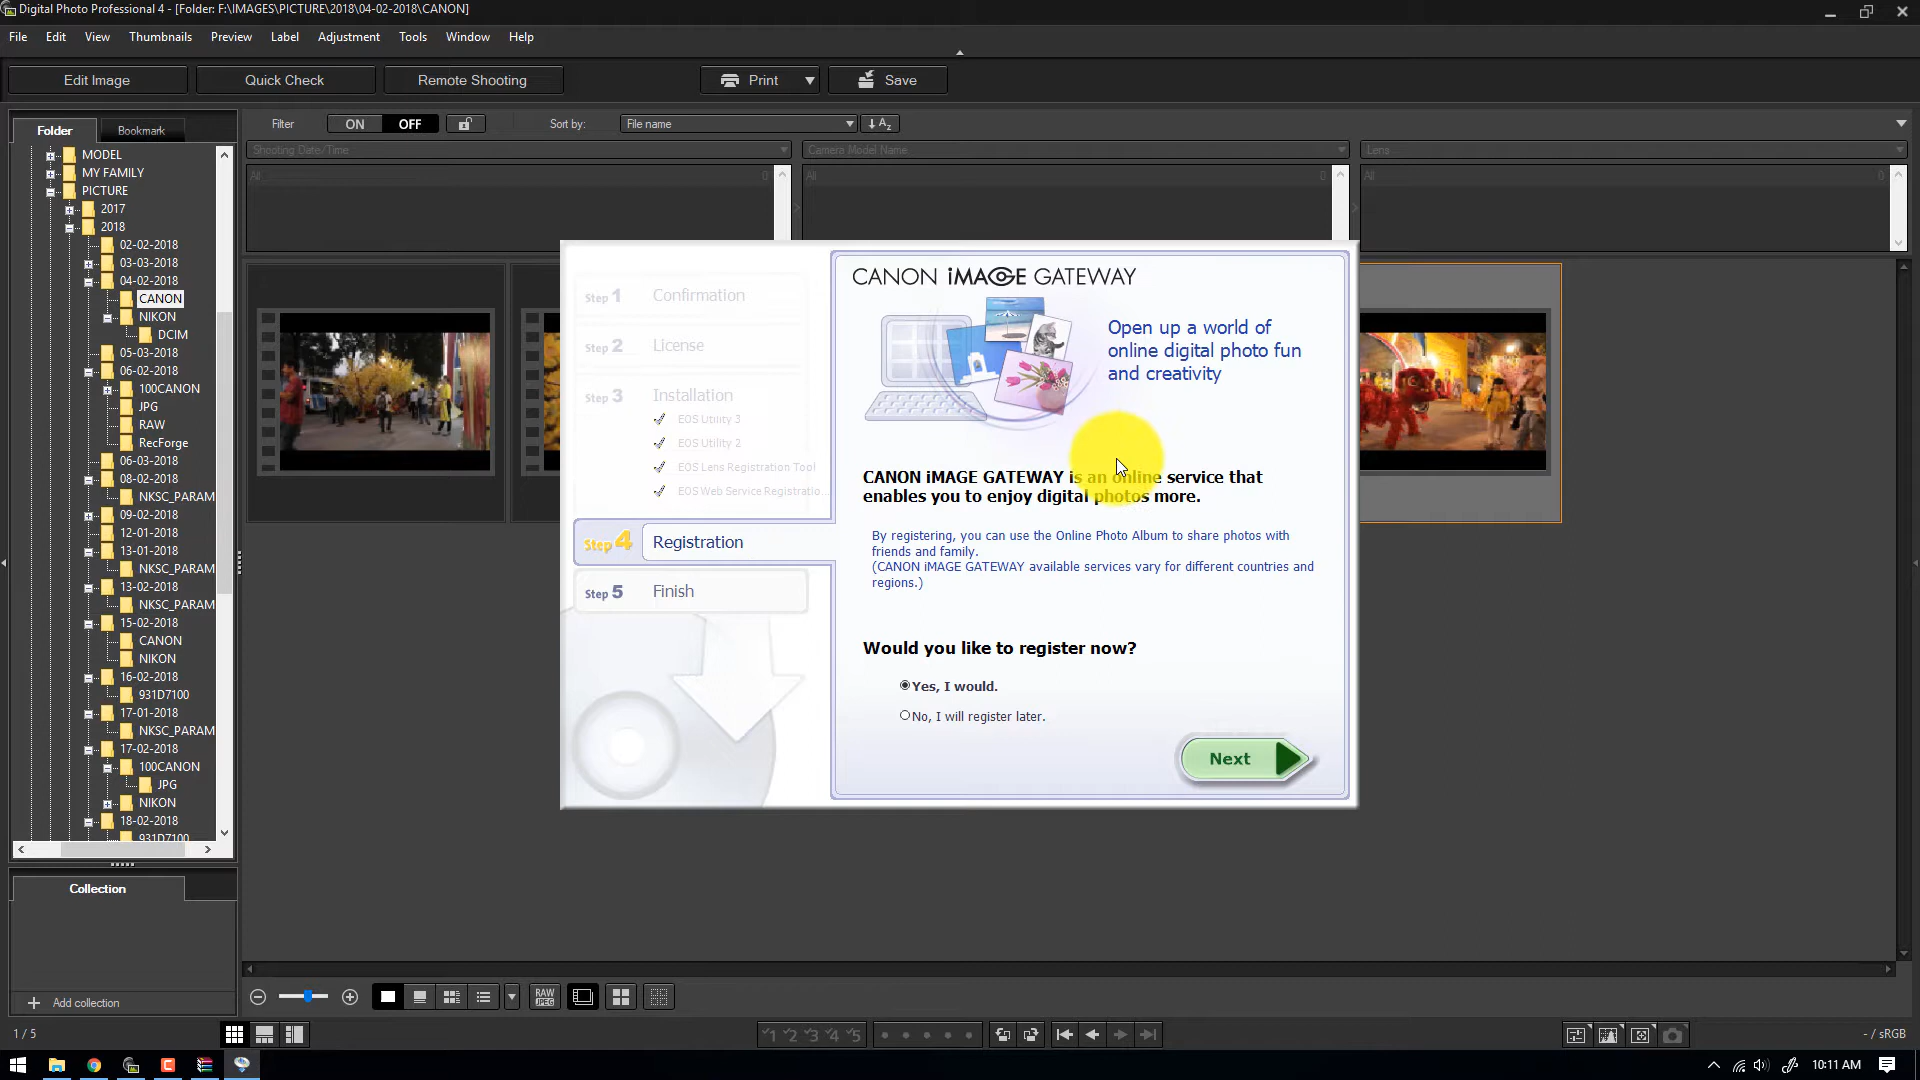 Digital Photo Professional 4 - [Folder: F:\IMAGES\PICTURE\2018\04-02-2018\CANON]
File Edit View Thumbnails Preview Label Adjustment Tools Window Help
Edit Image Quick Check Remote Shooting Print Save
Folder Bookmark
Filter ON OFF Sort by: File name
Shooting Date/Time Camera Model Name Lens
All 0 All 0 All 0
MODEL
MY FAMILY
PICTURE
2017
2018
02-02-2018
03-03-2018
04-02-2018
CANON
NIKON
DCIM
05-03-2018
06-02-2018
100CANON
JPG
RAW
RecForge
06-03-2018
08-02-2018
NKSC_PARAM
09-02-2018
12-01-2018
13-01-2018
NKSC_PARAM
13-02-2018
NKSC_PARAM
15-02-2018
CANON
NIKON
16-02-2018
931D7100
17-01-2018
NKSC_PARAM
17-02-2018
100CANON
JPG
NIKON
18-02-2018
931D7100
Collection
Add collection
Step 1 Confirmation
Step 2 License
Step 3 Installation
EOS Utility 3
EOS Utility 2
EOS Lens Registration Tool
EOS Web Service Registratio...
Step 4 Registration
Step 5 Finish
CANON iMAGE GATEWAY
Open up a world of
online digital photo fun
and creativity
CANON iMAGE GATEWAY is an online service that
enables you to enjoy digital photos more.
By registering, you can use the Online Photo Album to share photos with
friends and family.
(CANON iMAGE GATEWAY available services vary for different countries and
regions.)
Would you like to register now?
Yes, I would.
No, I will register later.
Next
RAW
JPEG
1 / 5
1 2 3 4 5
- / sRGB
10:11 AM